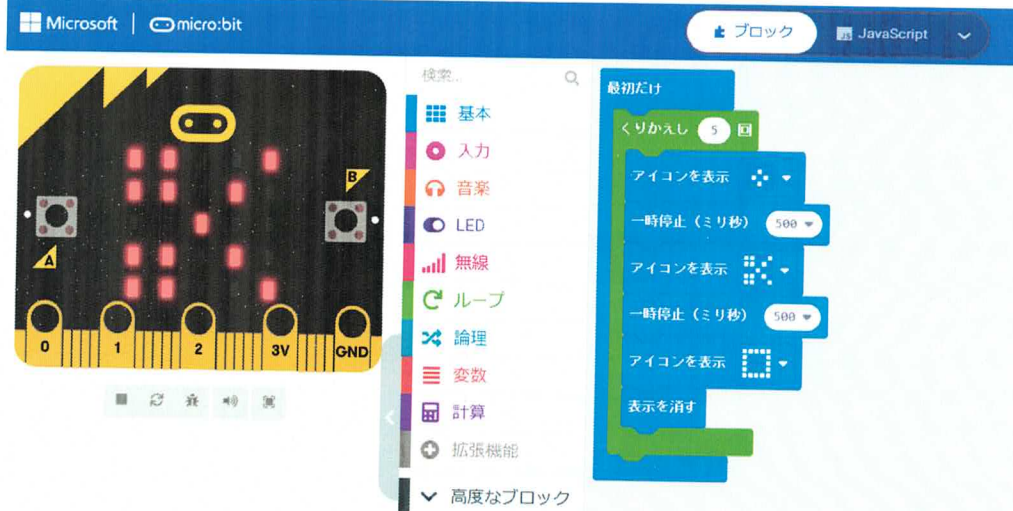 Microsoft | micro:bit
ブロック
JavaScript
B
A
0
1
2
3V
GND
検索...
基本
入力
音楽
LED
無線
ループ
論理
変数
計算
拡張機能
高度なブロック
最初だけ
くりかえし 5 回
アイコンを表示
一時停止（ミリ秒） 500
アイコンを表示
一時停止（ミリ秒） 500
アイコンを表示
表示を消す